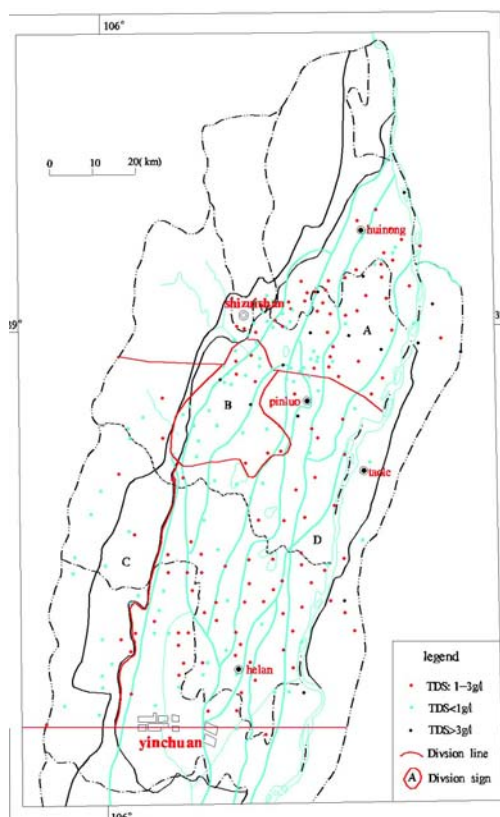 106°
0 10 20( km)
huinong
shizuishan
A
B
pinluo
taole
C
D
helan
yinchuan
legend
TDS: 1-3g/l
TDS<1g/l
TDS>3g/l
Divsion line
A Divsion sign
106°